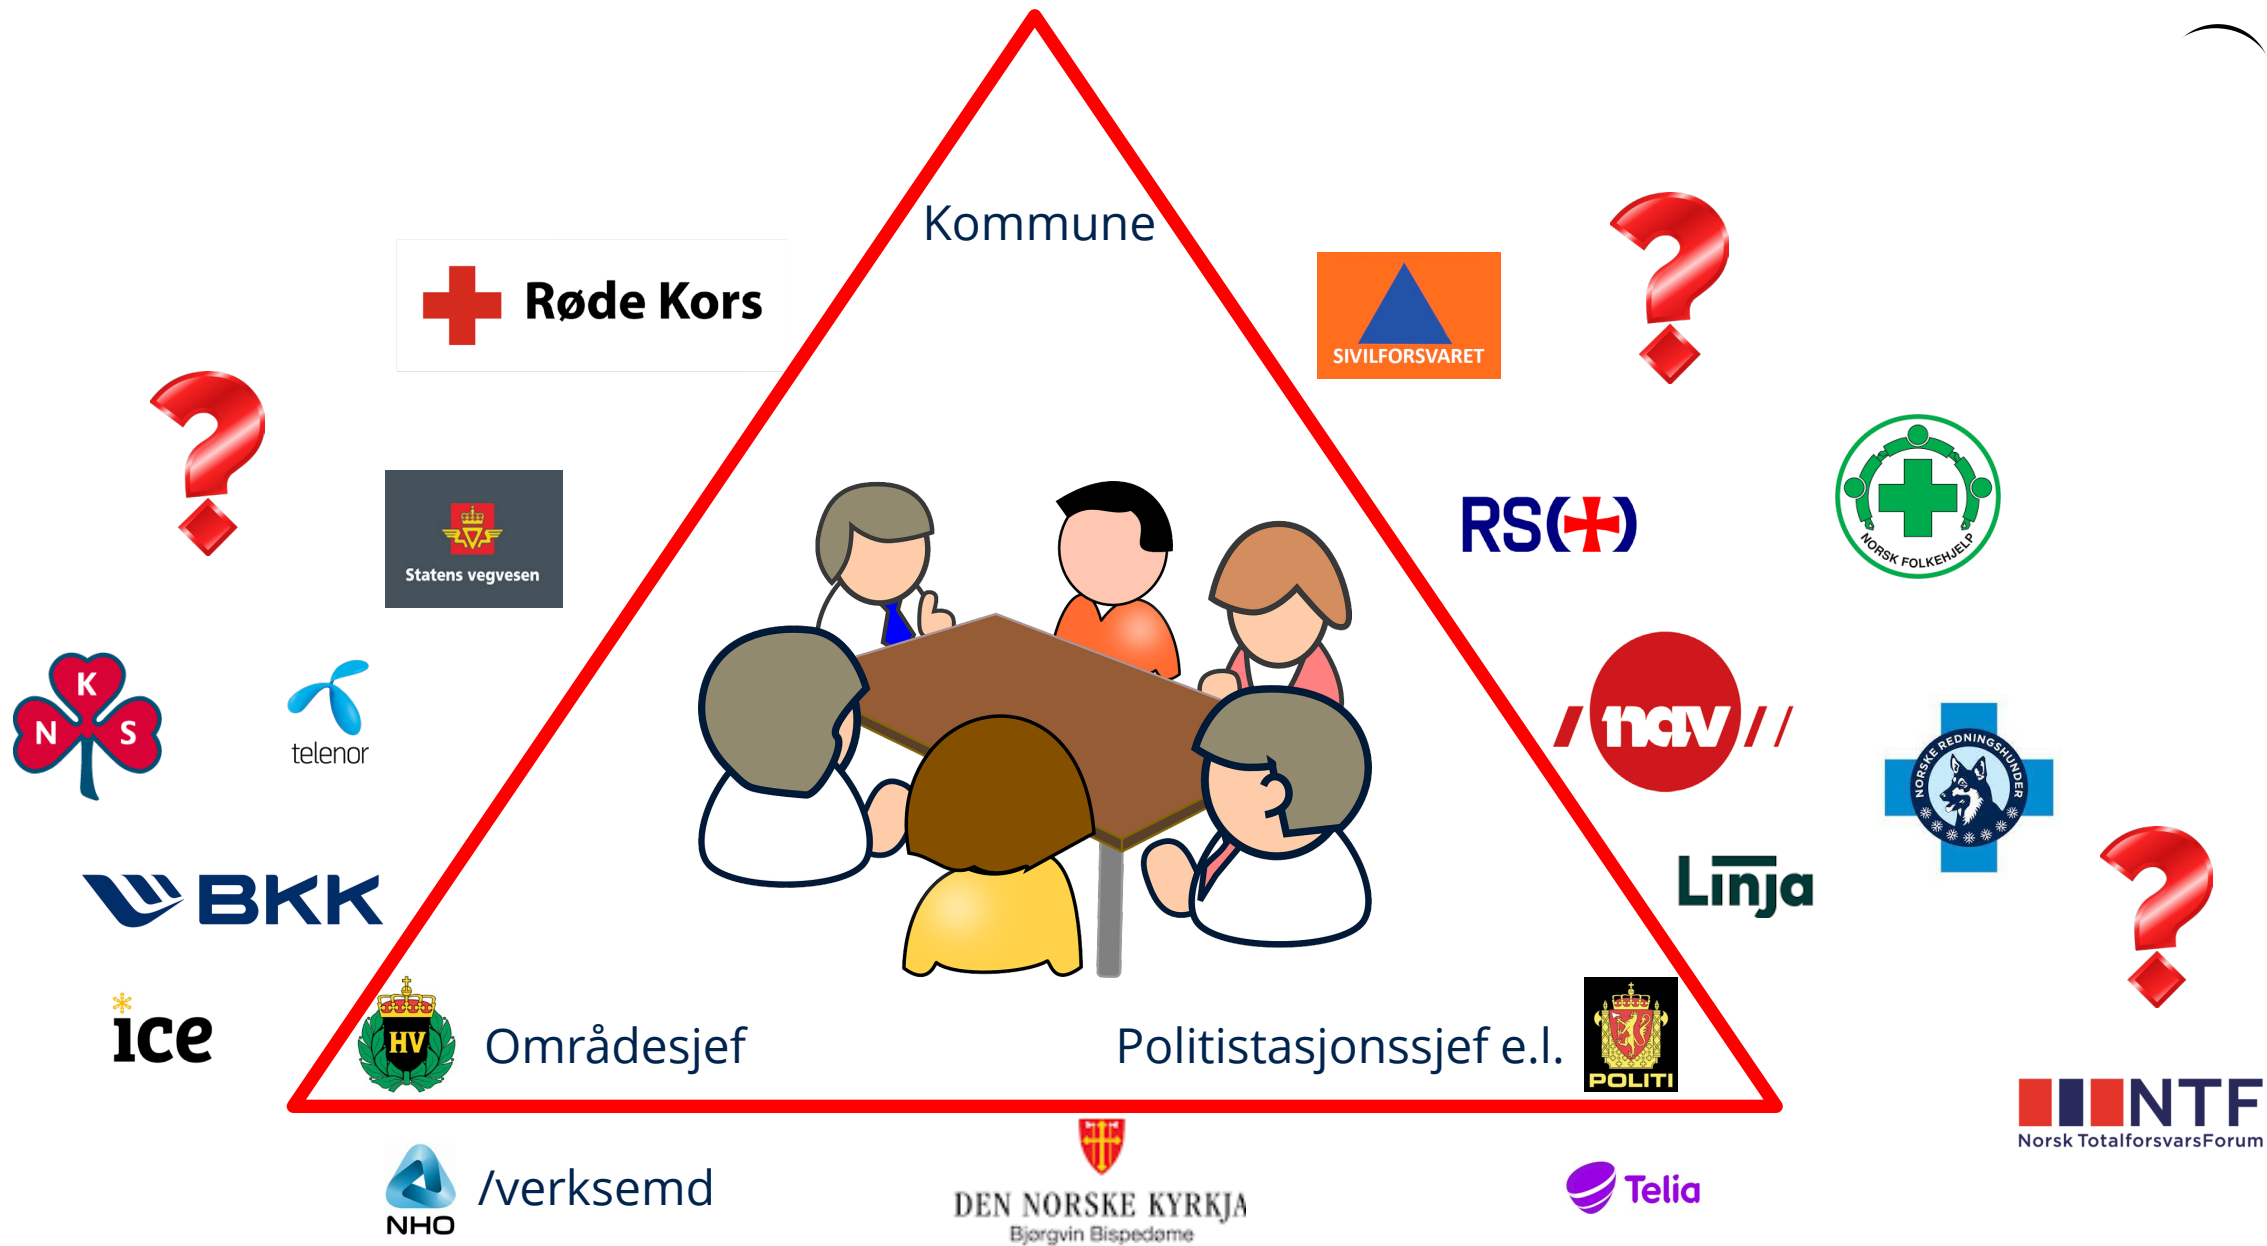 Kommune
Røde Kors
SIVILFORSVARET
Statens vegvesen
RS
NORSK FOLKEHJELP
K
N S
telenor
nav
NORSKE REDNINGSHUNDER
BKK
Linja
ice
HV
Områdesjef
Politistasjonssjef e.l.
POLITI
NTF
Norsk TotalforsvarsForum
NHO
/verksemd
DEN NORSKE KYRKJA
Bjørgvin Bispedøme
Telia